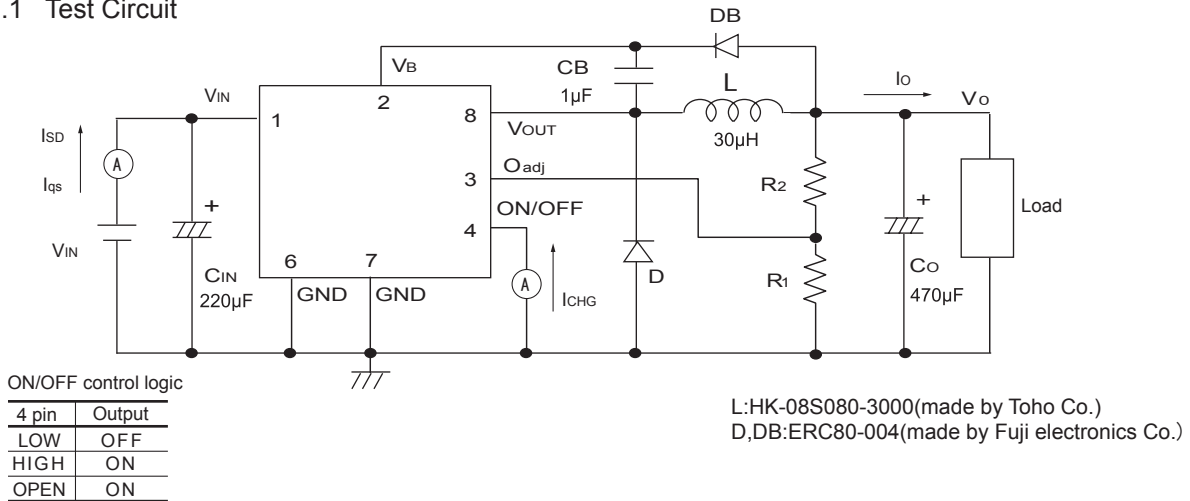 .1 Test Circuit
DB
VB
CB
1µF
L
30µH
IO
VO
VIN
1
2
8
VOUT
Oadj
3
ON/OFF
4
ISD
A
Iqs
VIN
+
CIN
220µF
6
7
GND
GND
A
ICHG
D
R2
R1
+
CO
470µF
Load
ON/OFF control logic
4 pin Output
LOW OFF
HIGH ON
OPEN ON
L:HK-08S080-3000(made by Toho Co.)
D,DB:ERC80-004(made by Fuji electronics Co.)